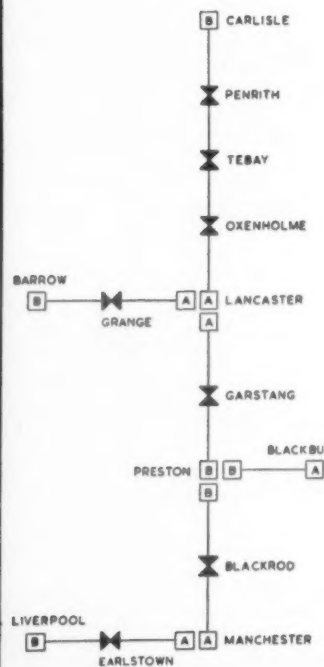 B CARLISLE
PENRITH
TEBAY
OXENHOLME
BARROW
B A A LANCASTER
GRANGE
A
GARSTANG
BLACKBU
PRESTON B B A
B
BLACKROD
LIVERPOOL
B A A MANCHESTER
EARLSTOWN